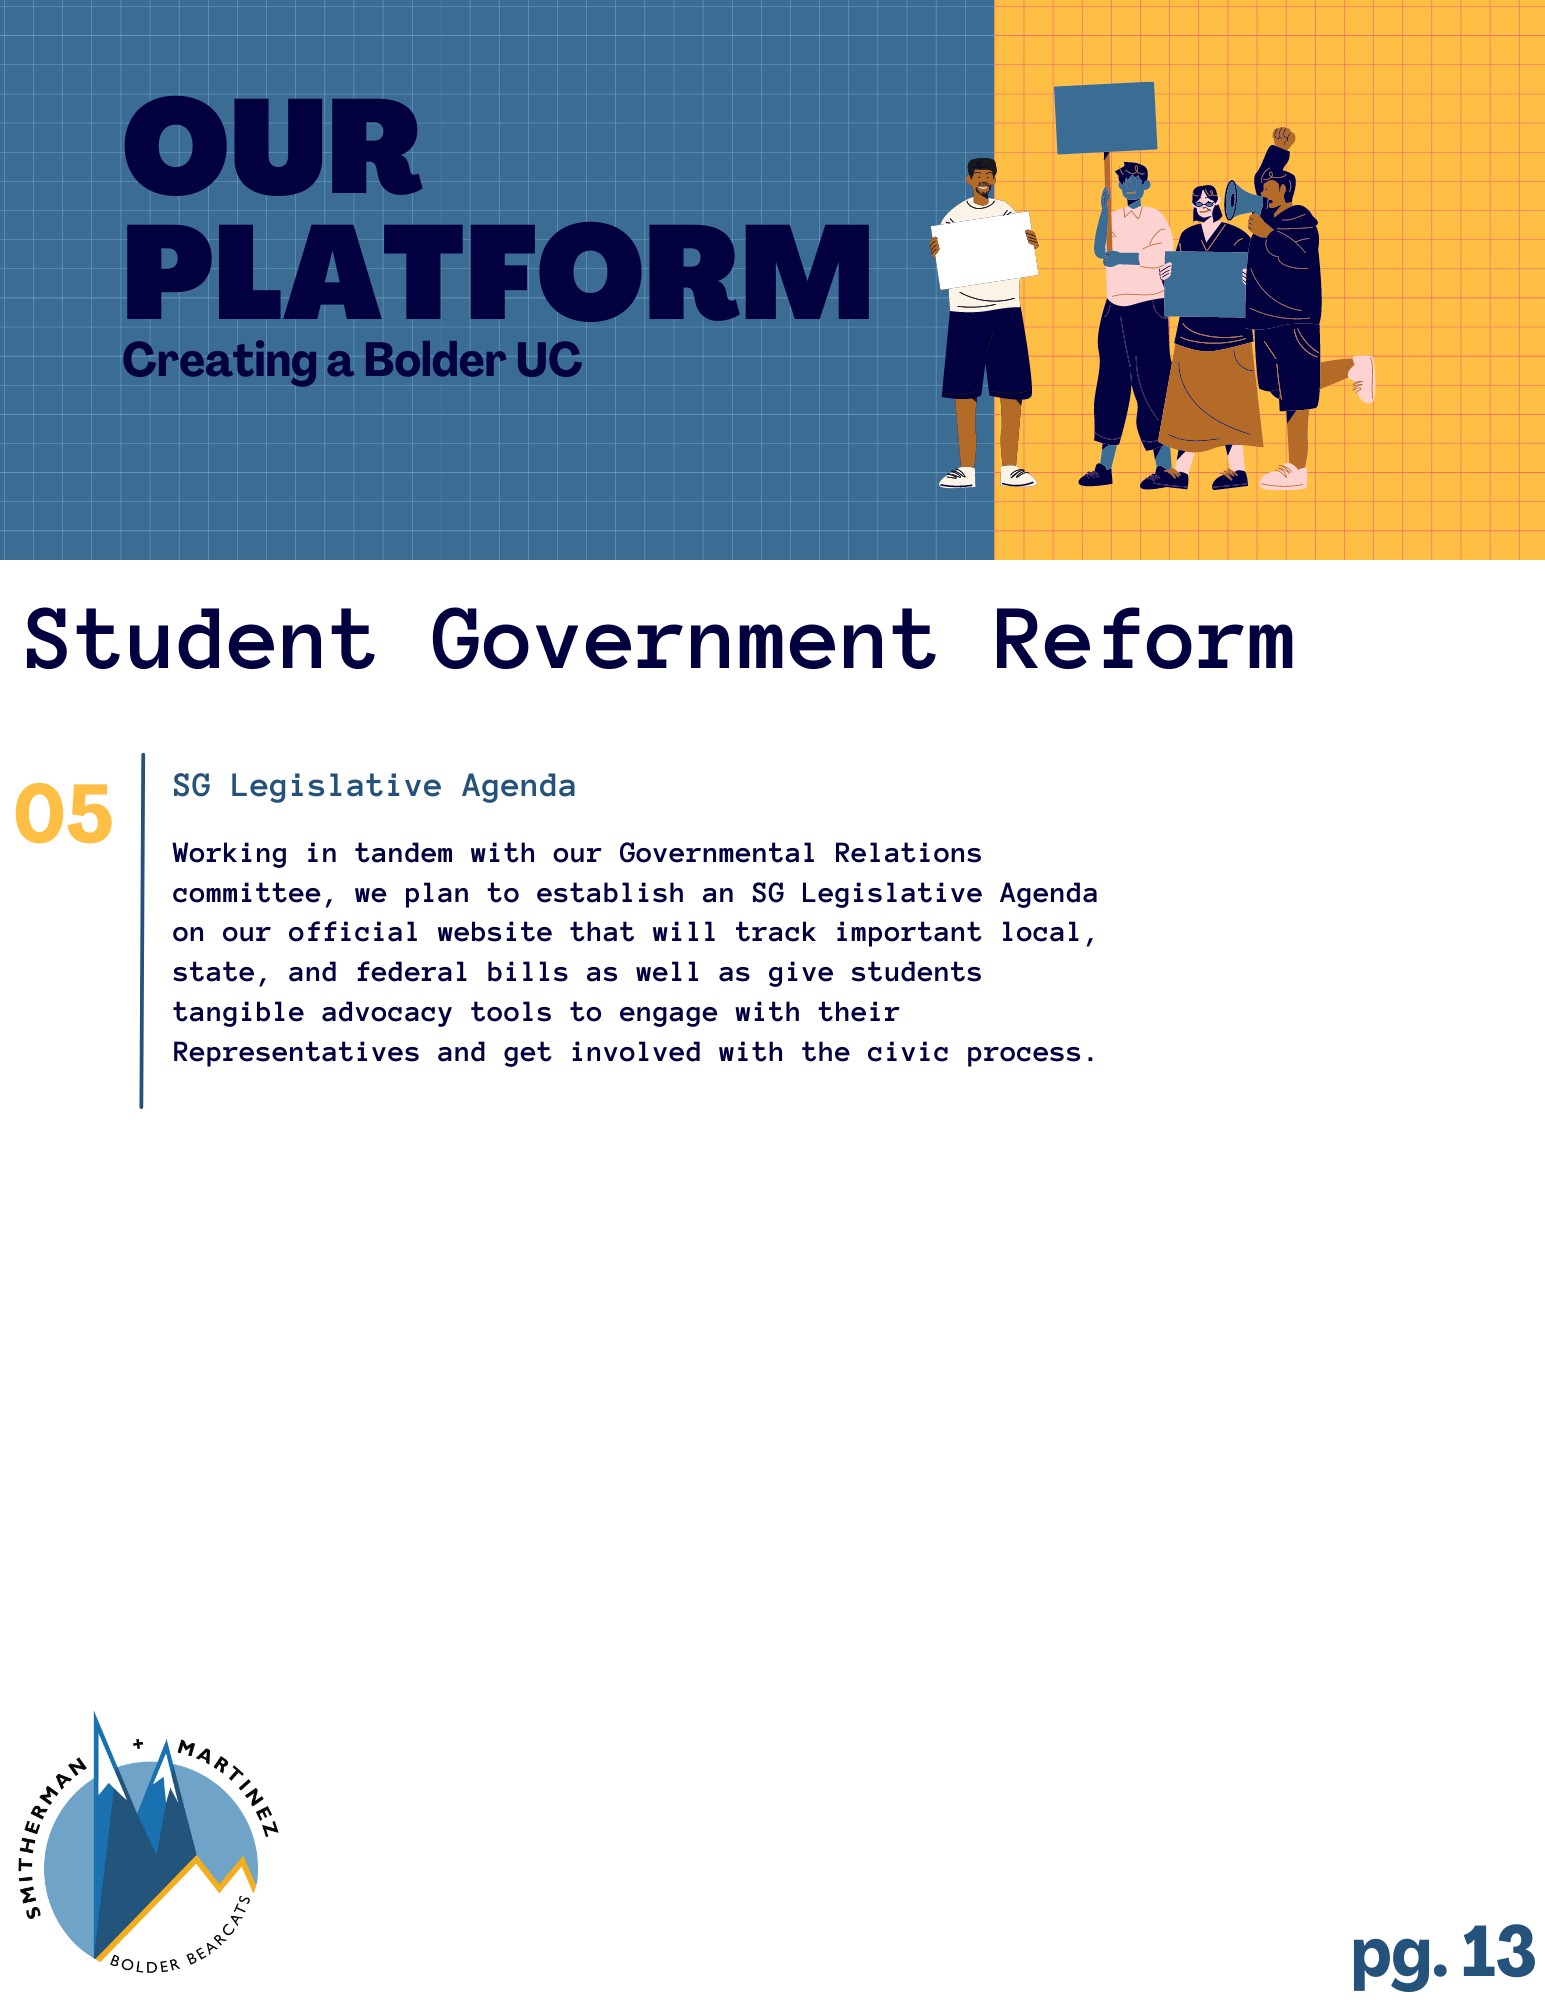 OUR
PLATFORM
Creating a Bolder UC
Student Government Reform
05
SG Legislative Agenda
Working in tandem with our Governmental Relations
committee, we plan to establish an SG Legislative Agenda
on our official website that will track important local,
state, and federal bills as well as give students
tangible advocacy tools to engage with their
Representatives and get involved with the civic process.
SMITHERMAN + MARTINEZ
BOLDER BEARCATS
pg. 13